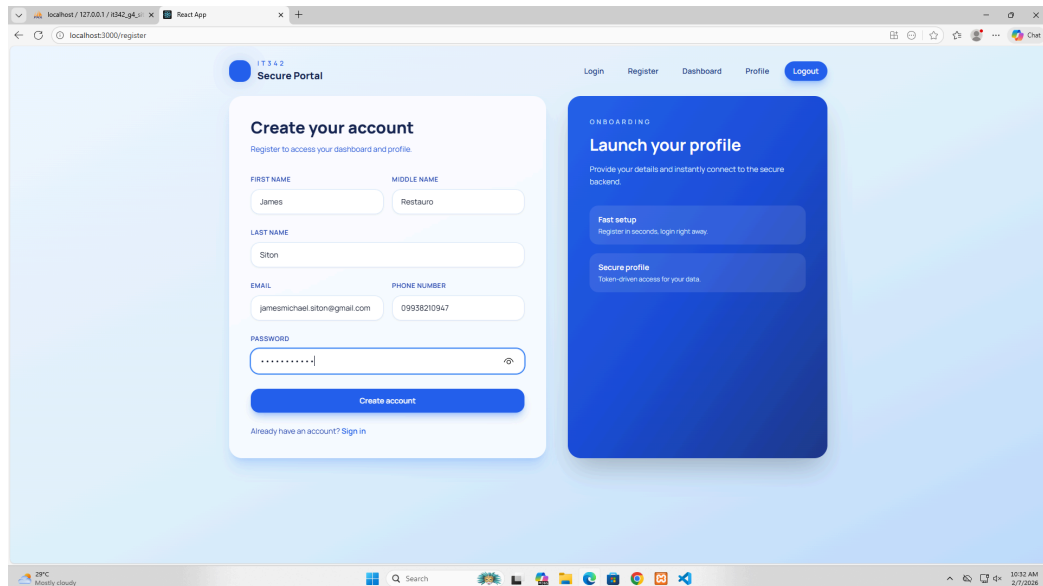 localhost / 127.0.0.1 / it342_g4_si
React App
localhost:3000/register
Chat
IT342
Secure Portal
Login
Register
Dashboard
Profile
Logout
Create your account
Register to access your dashboard and profile.
FIRST NAME
MIDDLE NAME
James
Restauro
LAST NAME
Siton
EMAIL
PHONE NUMBER
jamesmichael.siton@gmail.com
09938210947
PASSWORD
Create account
Already have an account? Sign in
ONBOARDING
Launch your profile
Provide your details and instantly connect to the secure
backend.
Fast setup
Register in seconds, login right away.
Secure profile
Token-driven access for your data.
29°C
Mostly cloudy
Search
10:32 AM
2/7/2026